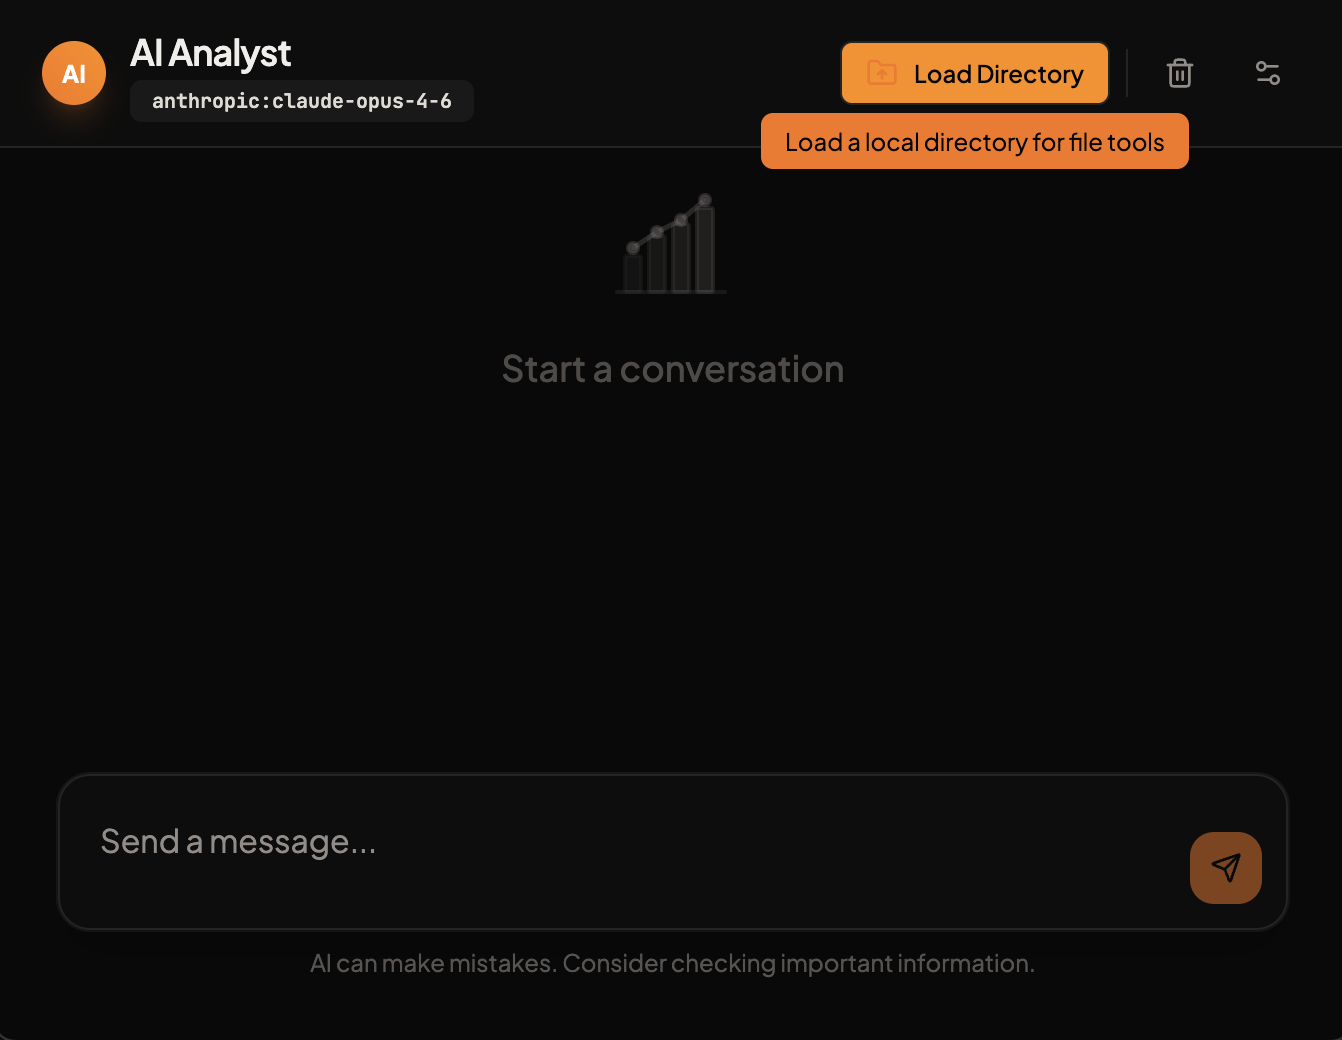 AI
AI Analyst
anthropic:claude-opus-4-6
Load Directory
Load a local directory for file tools
Start a conversation
Send a message...
AI can make mistakes. Consider checking important information.